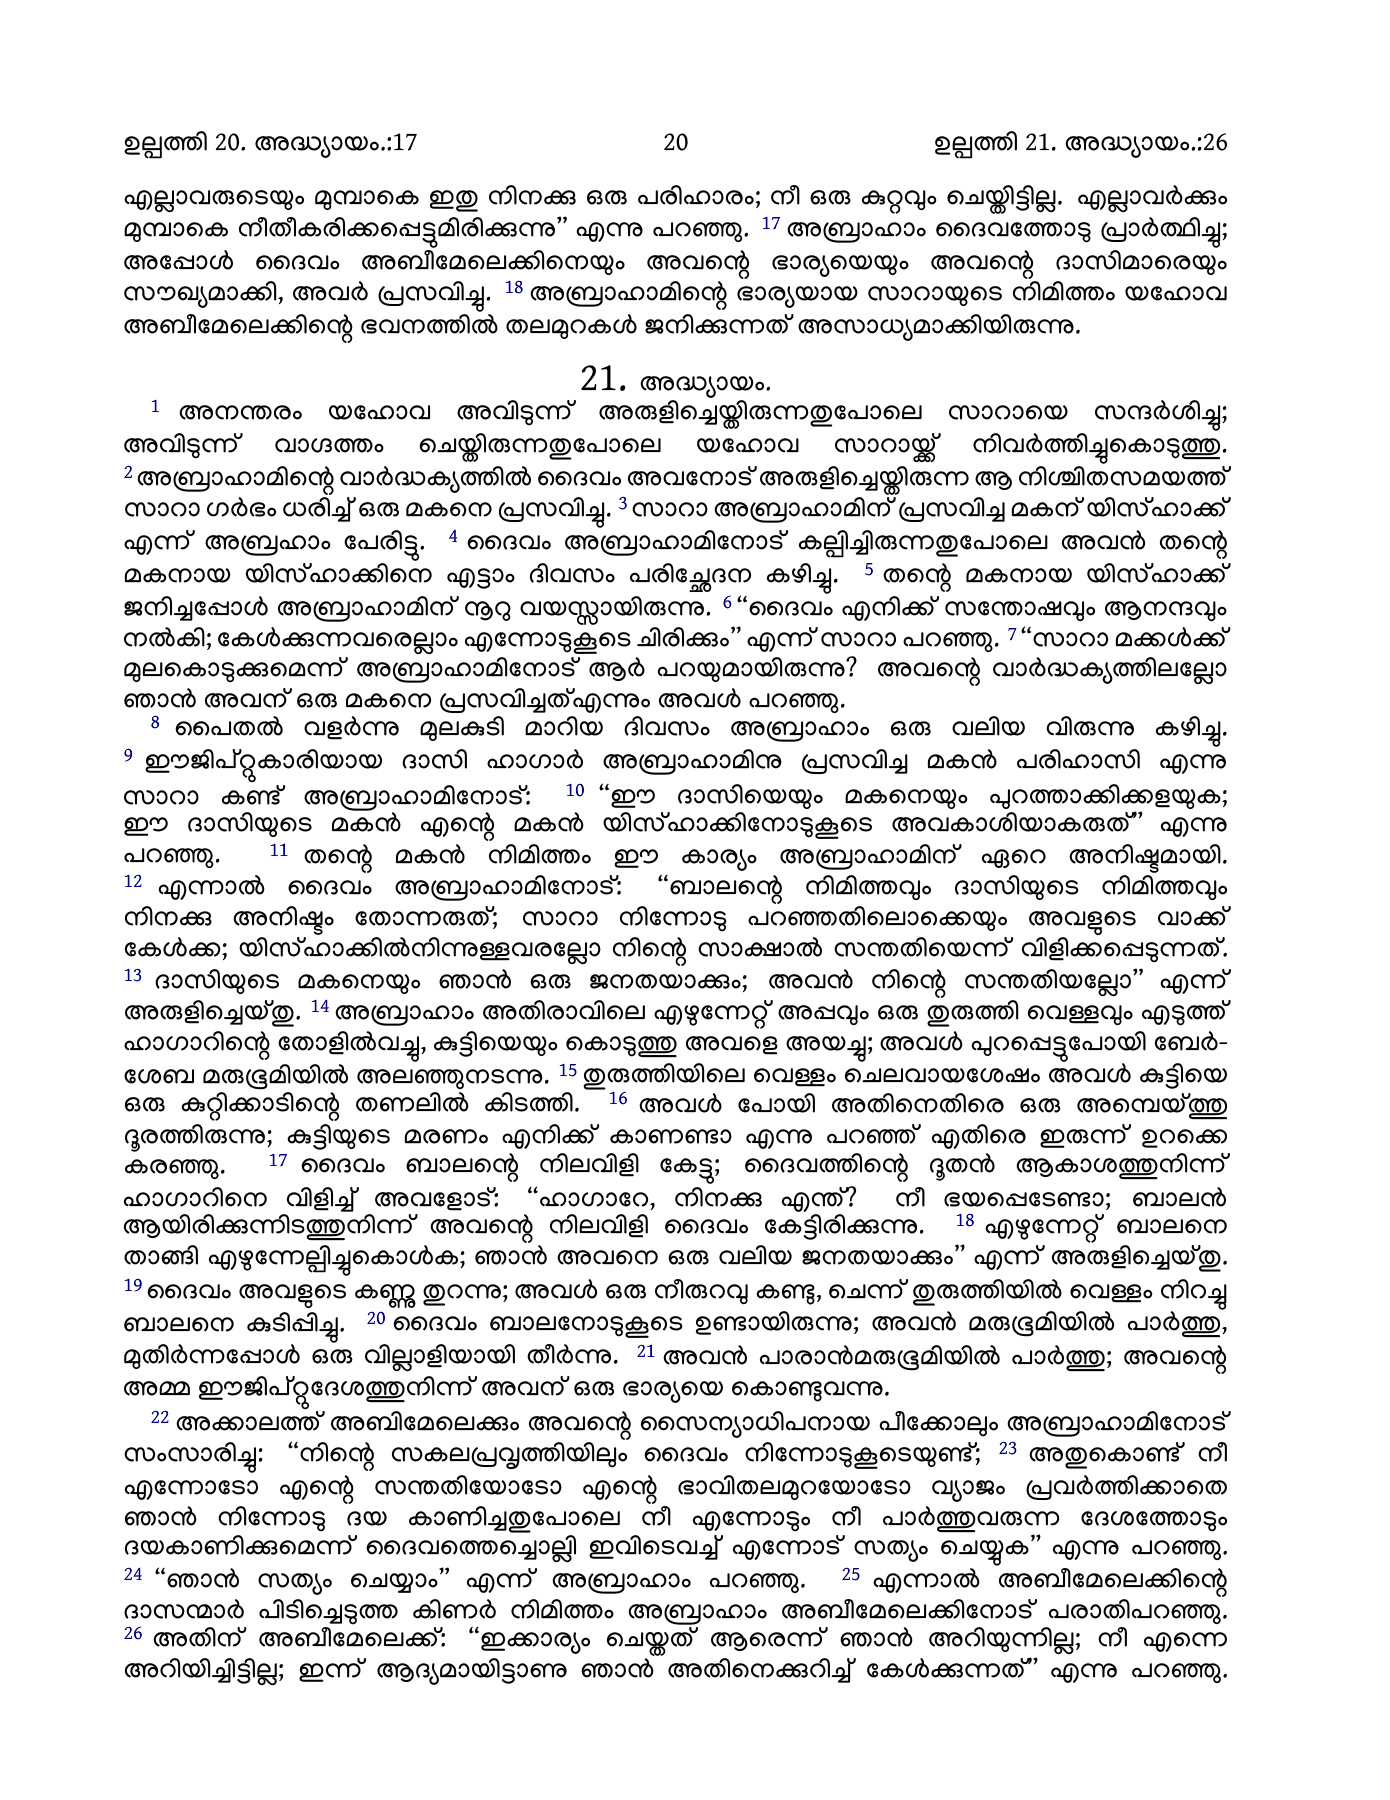 ഉല്പത്തി 20. അദ്ധ്യായം.:17 20 ഉല്പത്തി 21. അദ്ധ്യായം.:26
എല്ലാവരുടെയും മുമ്പാകെ ഇതു നിനക്കു ഒരു പരിഹാരം; നീ ഒരു കുറ്റവും ചെയ്തിട്ടില്ല. എല്ലാവർക്കും
മുമ്പാകെ നീതീകരിക്കപ്പെട്ടുമിരിക്കുന്നു” എന്നു പറഞ്ഞു. 17 അബ്രാഹാം ദൈവത്തോടു പ്രാർത്ഥിച്ചു;
അപ്പോൾ ദൈവം അബീമേലെക്കിനെയും അവന്റെ ഭാര്യയെയും അവന്റെ ദാസിമാരെയും
സൗഖ്യമാക്കി, അവർ പ്രസവിച്ചു. 18 അബ്രാഹാമിന്റെ ഭാര്യയായ സാറായുടെ നിമിത്തം യഹോവ
അബീമേലെക്കിന്റെ ഭവനത്തിൽ തലമുറകൾ ജനിക്കുന്നത് അസാധ്യമാക്കിയിരുന്നു.
21. അദ്ധ്യായം.
1 അനന്തരം യഹോവ അവിടുന്ന് അരുളിച്ചെയ്തിരുന്നതുപോലെ സാറായെ സന്ദർശിച്ചു;
അവിടുന്ന് വാഗ്ദത്തം ചെയ്തിരുന്നതുപോലെ യഹോവ സാറായ്ക്ക് നിവർത്തിച്ചുകൊടുത്തു.
2 അബ്രാഹാമിന്റെ വാർദ്ധക്യത്തിൽ ദൈവം അവനോട് അരുളിച്ചെയ്തിരുന്ന ആ നിശ്ചിതസമയത്ത്
സാറാ ഗർഭം ധരിച്ച് ഒരു മകനെ പ്രസവിച്ചു. 3 സാറാ അബ്രാഹാമിന് പ്രസവിച്ച മകന് യിസ്ഹാക്ക്
എന്ന് അബ്രഹാം പേരിട്ടു. 4 ദൈവം അബ്രാഹാമിനോട് കല്പിച്ചിരുന്നതുപോലെ അവൻ തന്റെ
മകനായ യിസ്ഹാക്കിനെ എട്ടാം ദിവസം പരിച്ഛേദന കഴിച്ചു. 5 തന്റെ മകനായ യിസ്ഹാക്ക്
ജനിച്ചപ്പോൾ അബ്രാഹാമിന് നൂറു വയസ്സായിരുന്നു. 6 “ദൈവം എനിക്ക് സന്തോഷവും ആനന്ദവും
നൽകി; കേൾക്കുന്നവരെല്ലാം എന്നോടുകൂടെ ചിരിക്കും” എന്ന് സാറാ പറഞ്ഞു. 7 “സാറാ മക്കൾക്ക്
മുലകൊടുക്കുമെന്ന് അബ്രാഹാമിനോട് ആർ പറയുമായിരുന്നു? അവന്റെ വാർദ്ധക്യത്തിലല്ലോ
ഞാൻ അവന് ഒരു മകനെ പ്രസവിച്ചത്എന്നും അവൾ പറഞ്ഞു.
8 പൈതൽ വളർന്നു മുലകുടി മാറിയ ദിവസം അബ്രാഹാം ഒരു വലിയ വിരുന്നു കഴിച്ചു.
9 ഈജിപ്റ്റുകാരിയായ ദാസി ഹാഗാർ അബ്രാഹാമിനു പ്രസവിച്ച മകൻ പരിഹാസി എന്നു
സാറാ കണ്ട് അബ്രാഹാമിനോട്: 10 “ഈ ദാസിയെയും മകനെയും പുറത്താക്കിക്കളയുക;
ഈ ദാസിയുടെ മകൻ എന്റെ മകൻ യിസ്ഹാക്കിനോടുകൂടെ അവകാശിയാകരുത്” എന്നു
പറഞ്ഞു. 11 തന്റെ മകൻ നിമിത്തം ഈ കാര്യം അബ്രാഹാമിന് ഏറെ അനിഷ്ടമായി.
12 എന്നാൽ ദൈവം അബ്രാഹാമിനോട്: “ബാലന്റെ നിമിത്തവും ദാസിയുടെ നിമിത്തവും
നിനക്കു അനിഷ്ടം തോന്നരുത്; സാറാ നിന്നോടു പറഞ്ഞതിലൊക്കെയും അവളുടെ വാക്ക്
കേൾക്ക; യിസ്ഹാക്കിൽനിന്നുള്ളവരല്ലോ നിന്റെ സാക്ഷാൽ സന്തതിയെന്ന് വിളിക്കപ്പെടുന്നത്.
13 ദാസിയുടെ മകനെയും ഞാൻ ഒരു ജനതയാക്കും; അവൻ നിന്റെ സന്തതിയല്ലോ” എന്ന്
അരുളിച്ചെയ്തു. 14 അബ്രാഹാം അതിരാവിലെ എഴുന്നേറ്റ് അപ്പവും ഒരു തുരുത്തി വെള്ളവും എടുത്ത്
ഹാഗാറിന്റെ തോളിൽവച്ചു, കുട്ടിയെയും കൊടുത്തു അവളെ അയച്ചു; അവൾ പുറപ്പെട്ടുപോയി ബേർ-
ശേബ മരുഭൂമിയിൽ അലഞ്ഞുനടന്നു. 15 തുരുത്തിയിലെ വെള്ളം ചെലവായശേഷം അവൾ കുട്ടിയെ
ഒരു കുറ്റിക്കാടിന്റെ തണലിൽ കിടത്തി. 16 അവൾ പോയി അതിനെതിരെ ഒരു അമ്പെയ്ത്തു
ദൂരത്തിരുന്നു; കുട്ടിയുടെ മരണം എനിക്ക് കാണണ്ടാ എന്നു പറഞ്ഞ് എതിരെ ഇരുന്ന് ഉറക്കെ
കരഞ്ഞു. 17 ദൈവം ബാലന്റെ നിലവിളി കേട്ടു; ദൈവത്തിന്റെ ദൂതൻ ആകാശത്തുനിന്ന്
ഹാഗാറിനെ വിളിച്ച് അവളോട്: “ഹാഗാറേ, നിനക്കു എന്ത്? നീ ഭയപ്പെടേണ്ടാ; ബാലൻ
ആയിരിക്കുന്നിടത്തുനിന്ന് അവന്റെ നിലവിളി ദൈവം കേട്ടിരിക്കുന്നു. 18 എഴുന്നേറ്റ് ബാലനെ
താങ്ങി എഴുന്നേല്പിച്ചുകൊൾക; ഞാൻ അവനെ ഒരു വലിയ ജനതയാക്കും” എന്ന് അരുളിച്ചെയ്തു.
19 ദൈവം അവളുടെ കണ്ണു തുറന്നു; അവൾ ഒരു നീരുറവു കണ്ടു, ചെന്ന് തുരുത്തിയിൽ വെള്ളം നിറച്ചു
ബാലനെ കുടിപ്പിച്ചു. 20 ദൈവം ബാലനോടുകൂടെ ഉണ്ടായിരുന്നു; അവൻ മരുഭൂമിയിൽ പാർത്തു,
മുതിർന്നപ്പോൾ ഒരു വില്ലാളിയായി തീർന്നു. 21 അവൻ പാരാൻമരുഭൂമിയിൽ പാർത്തു; അവന്റെ
അമ്മ ഈജിപ്റ്റുദേശത്തുനിന്ന് അവന് ഒരു ഭാര്യയെ കൊണ്ടുവന്നു.
22 അക്കാലത്ത് അബിമേലെക്കും അവന്റെ സൈന്യാധിപനായ പീക്കോലും അബ്രാഹാമിനോട്
സംസാരിച്ചു: “നിന്റെ സകലപ്രവൃത്തിയിലും ദൈവം നിന്നോടുകൂടെയുണ്ട്; 23 അതുകൊണ്ട് നീ
എന്നോടോ എന്റെ സന്തതിയോടോ എന്റെ ഭാവിതലമുറയോടോ വ്യാജം പ്രവർത്തിക്കാതെ
ഞാൻ നിന്നോടു ദയ കാണിച്ചതുപോലെ നീ എന്നോടും നീ പാർത്തുവരുന്ന ദേശത്തോടും
ദയകാണിക്കുമെന്ന് ദൈവത്തെച്ചൊല്ലി ഇവിടെവച്ച് എന്നോട് സത്യം ചെയ്യുക” എന്നു പറഞ്ഞു.
24 “ഞാൻ സത്യം ചെയ്യാം” എന്ന് അബ്രാഹാം പറഞ്ഞു. 25 എന്നാൽ അബീമേലെക്കിന്റെ
ദാസന്മാർ പിടിച്ചെടുത്ത കിണർ നിമിത്തം അബ്രാഹാം അബീമേലെക്കിനോട് പരാതിപറഞ്ഞു.
26 അതിന് അബീമേലെക്ക്: “ഇക്കാര്യം ചെയ്തത് ആരെന്ന് ഞാൻ അറിയുന്നില്ല; നീ എന്നെ
അറിയിച്ചിട്ടില്ല; ഇന്ന് ആദ്യമായിട്ടാണു ഞാൻ അതിനെക്കുറിച്ച് കേൾക്കുന്നത്” എന്നു പറഞ്ഞു.